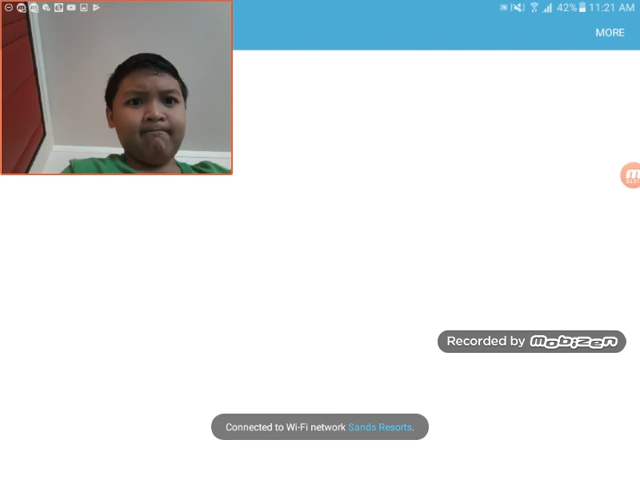 42% 11:21 AM
MORE
Recorded by mobizen
Connected to Wi-Fi network Sands Resorts.